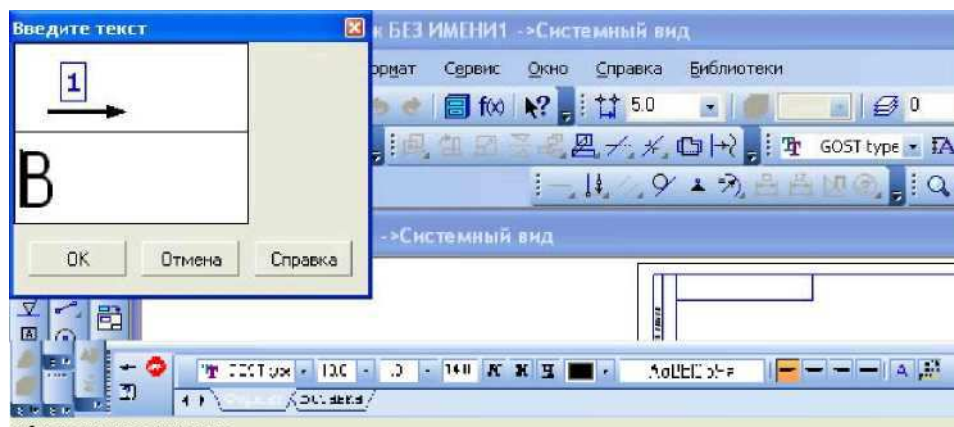 Введите текст
к БЕЗ ИМЕНИ1 ->Системный вид
1
ормат Сервис Окно Справка Библиотеки
f(x) 5.0 0
B
GOST type
->Системный вид
OK Отмена Справка